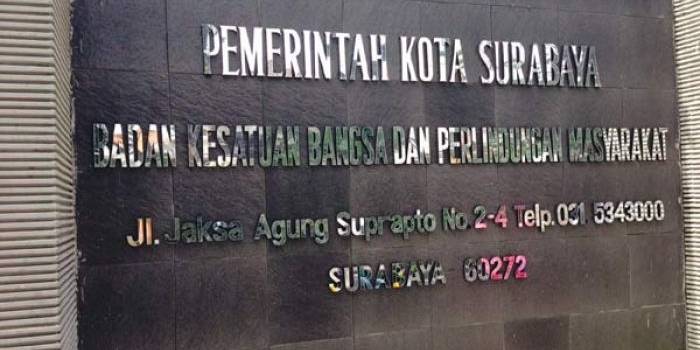 PEMERINTAH KOTA SURABAYA
BADAN KESATUAN BANGSA DAN PERLINDUNGAN MASYARAKAT
Jl. Jaksa Agung Suprapto No. 2-4 Telp. 031. 5343000
SURABAYA - 60272